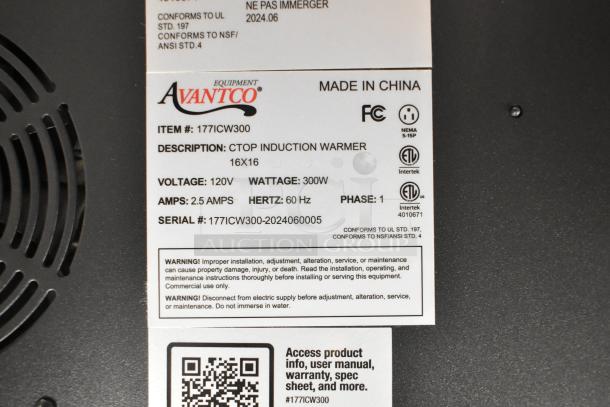 NE PAS IMMERGER
CONFORMS TO UL
STD. 197
2024.06
CONFORMS TO NSF/
ANSI STD.4
EQUIPMENT
AVANTCO®
MADE IN CHINA
FC
NEMA
5-15P
ITEM #: 177ICW300
DESCRIPTION: CTOP INDUCTION WARMER
16X16
ETL
Intertek
VOLTAGE: 120V WATTAGE: 300W
AMPS: 2.5 AMPS HERTZ: 60 Hz PHASE: 1
ETL
Intertek
4010671
SERIAL #: 177ICW300-2024060005
CONFORMS TO UL STD. 197,
CONFORMS TO NSF/ANSI STD. 4
AUCTION GROUP
WARNING! Improper installation, adjustment, alteration, service, or maintenance
can cause property damage, injury, or death. Read the installation, operating, and
maintenance instructions thoroughly before installing or serving this equipment.
Commercial use only.
WARNING! Disconnect from electric supply before adjustment, alteration, service,
or maintenance. Do not immerse in water.
Access product
info, user manual,
warranty, spec
sheet, and more.
#177ICW300